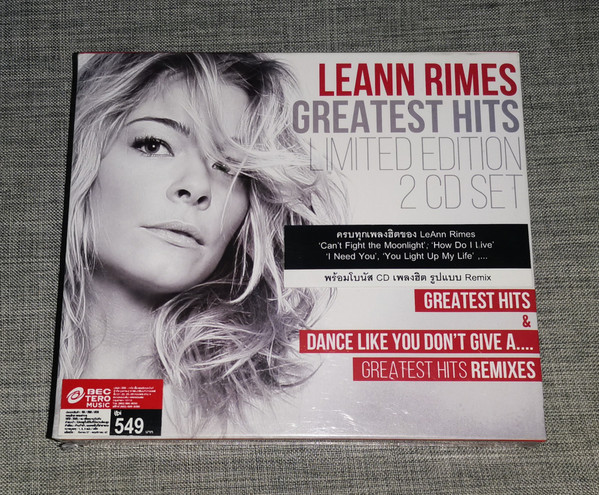 LEANN RIMES
GREATEST HITS
LIMITED EDITION
2 CD SET
ครบทุกเพลงฮิตของ LeAnn Rimes
'Can't Fight the Moonlight', 'How Do I Live'
'I Need You', 'You Light Up My Life' ,...
พร้อมโบนัส CD เพลงฮิต รูปแบบ Remix
GREATEST HITS
&
DANCE LIKE YOU DON'T GIVE A....
GREATEST HITS REMIXES
BEC
TERO
MUSIC
549 บาท